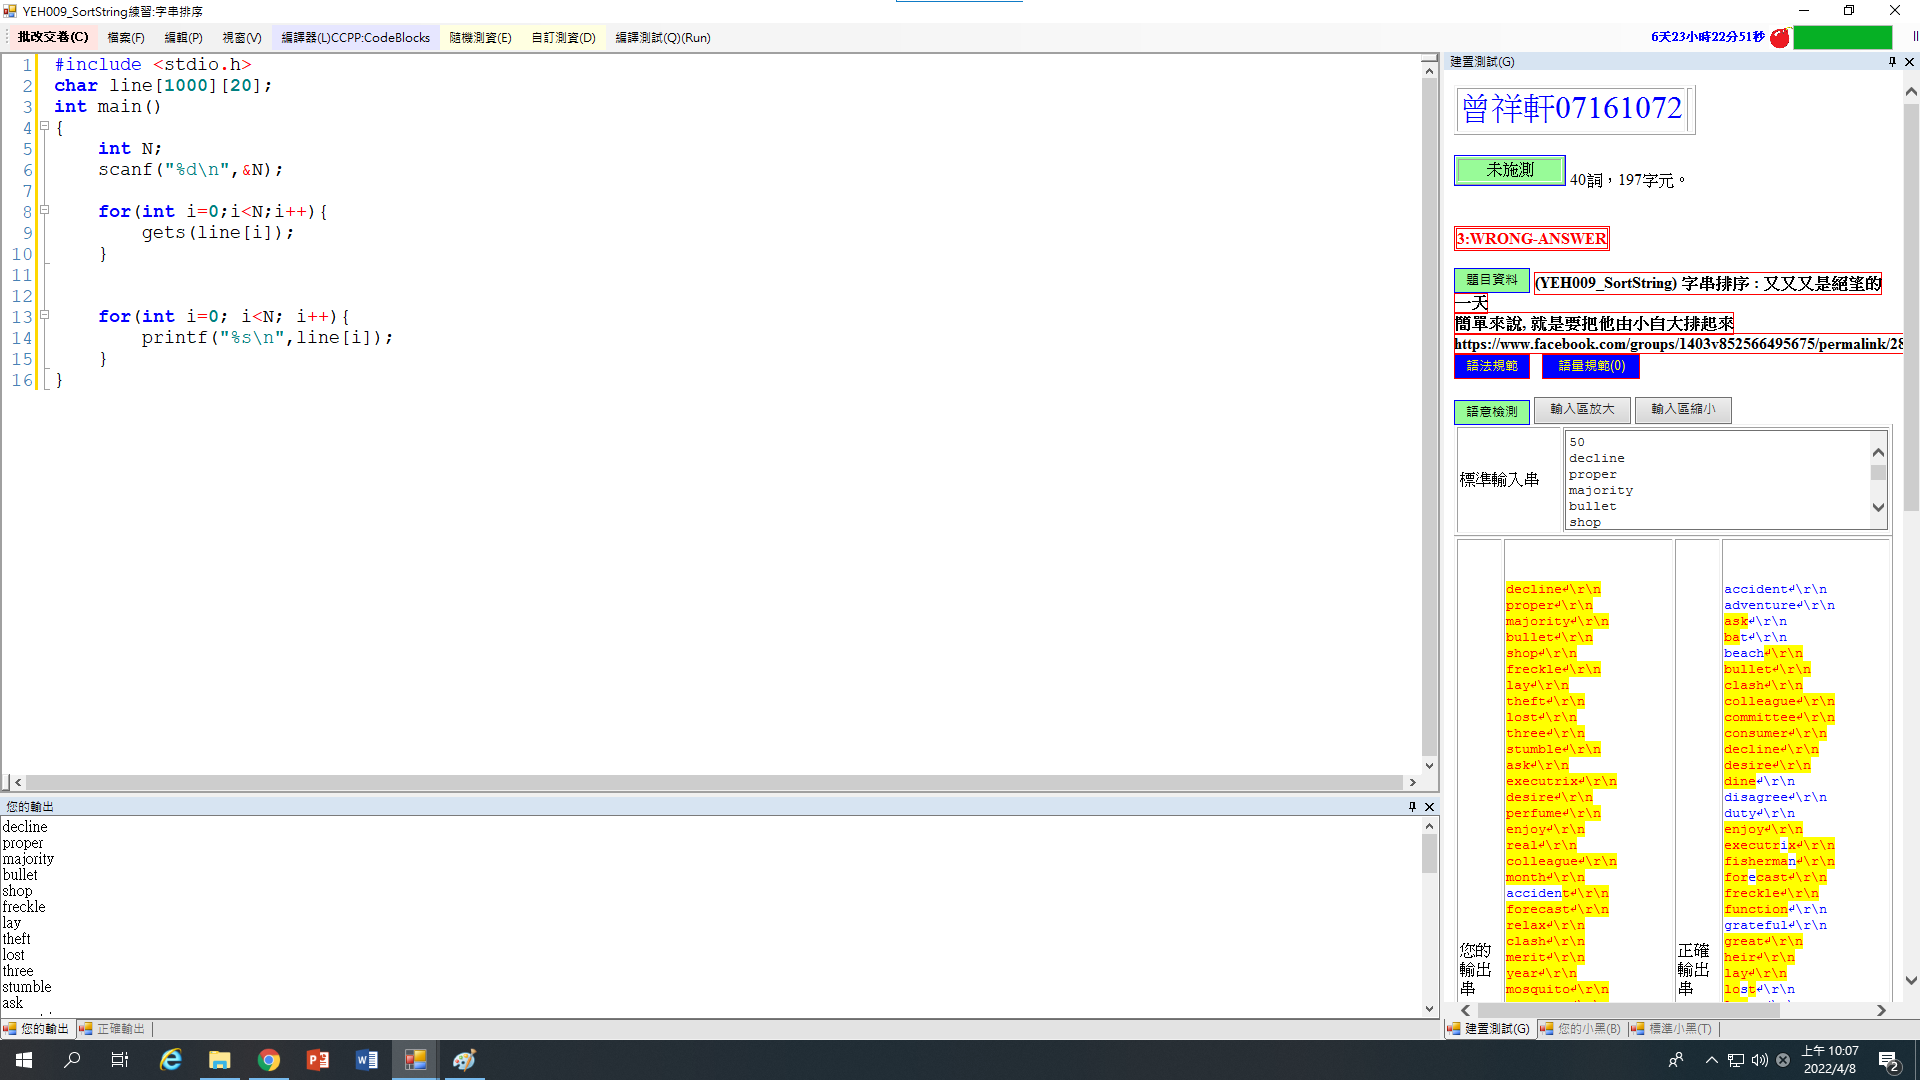 YEH009_SortString練習:字串排序
批改交卷(C) 檔案(F) 編輯(P) 視窗(V) 編譯器(L)CCPP:CodeBlocks 隨機測資(E) 自訂測資(D) 編譯測試(Q)(Run)
6天23小時22分51秒
1 #include <stdio.h>
2 char line[1000][20];
3 int main()
4 {
5 int N;
6 scanf("%d\n",&N);
7
8 for(int i=0;i<N;i++){
9 gets(line[i]);
10 }
11
12
13 for(int i=0; i<N; i++){
14 printf("%s\n",line[i]);
15 }
16 }
您的輸出
decline
proper
majority
bullet
shop
freckle
lay
theft
lost
three
stumble
ask
您的輸出 正確輸出
建置測試(G)
曾祥軒07161072
未施測 40詞，197字元。
3:WRONG-ANSWER
題目資料 (YEH009_SortString) 字串排序 : 又又又是絕望的
一天
簡單來說, 就是要把他由小自大排起來
https://www.facebook.com/groups/1403v852566495675/permalink/28
語法規範 語量規範(0)
語意檢測 輸入區放大 輸入區縮小
標準輸入串
50
decline
proper
majority
bullet
shop
您的
輸出
串
decline↵\r\n
proper↵\r\n
majority↵\r\n
bullet↵\r\n
shop↵\r\n
freckle↵\r\n
lay↵\r\n
theft↵\r\n
lost↵\r\n
three↵\r\n
stumble↵\r\n
ask↵\r\n
executrix↵\r\n
desire↵\r\n
perfume↵\r\n
enjoy↵\r\n
real↵\r\n
colleague↵\r\n
month↵\r\n
accident↵\r\n
forecast↵\r\n
relax↵\r\n
clash↵\r\n
merit↵\r\n
year↵\r\n
mosquito↵\r\n
正確
輸出
串
accident↵\r\n
adventure↵\r\n
ask↵\r\n
bat↵\r\n
beach↵\r\n
bullet↵\r\n
clash↵\r\n
colleague↵\r\n
committee↵\r\n
consumer↵\r\n
decline↵\r\n
desire↵\r\n
dine↵\r\n
disagree↵\r\n
duty↵\r\n
enjoy↵\r\n
executrix↵\r\n
fisherman↵\r\n
forecast↵\r\n
freckle↵\r\n
function↵\r\n
grateful↵\r\n
great↵\r\n
heir↵\r\n
lay↵\r\n
lost↵\r\n
建置測試(G) 您的小黑(B) 標準小黑(T)
上午 10:07
2022/4/8
2